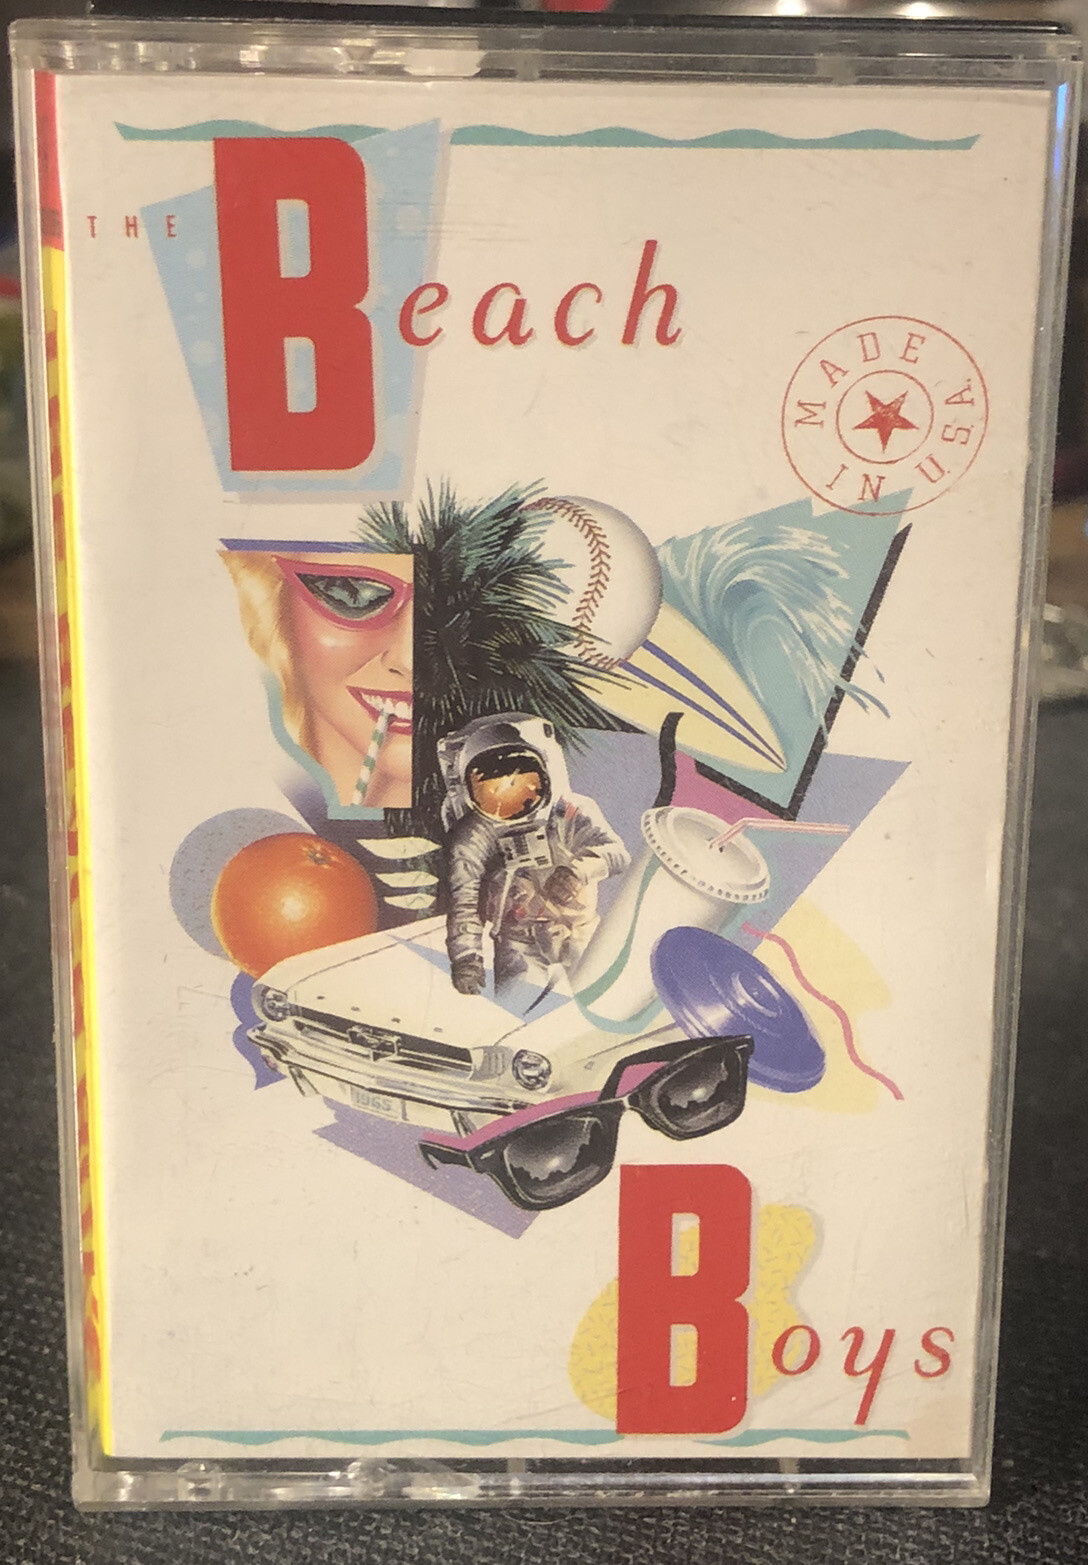 THE Beach
MADE IN U.S.A.
1965
Boys